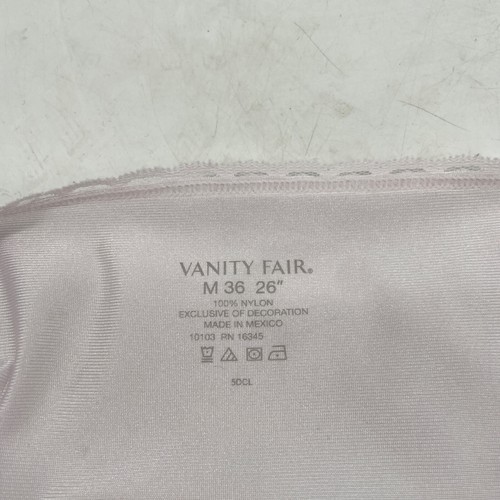 VANITY FAIR®
M 36 26"
100% NYLON
EXCLUSIVE OF DECORATION
MADE IN MEXICO
10103 RN 16345
5DCL